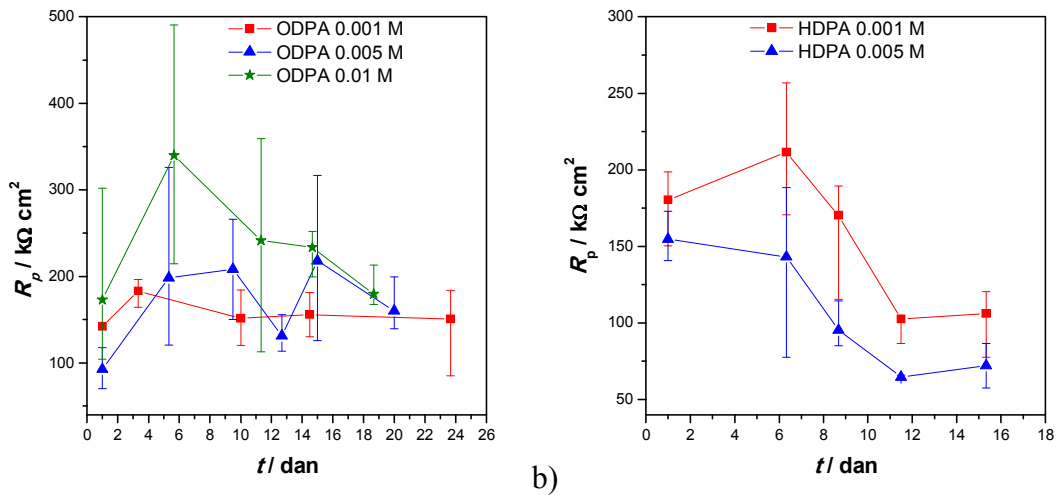 ODPA 0.001 M
ODPA 0.005 M
ODPA 0.01 M
500
400
300
200
100
R_p / kΩ cm²
0 2 4 6 8 10 12 14 16 18 20 22 24 26
t / dan
b)
HDPA 0.001 M
HDPA 0.005 M
300
250
200
150
100
50
R_p / kΩ cm²
0 2 4 6 8 10 12 14 16 18
t / dan